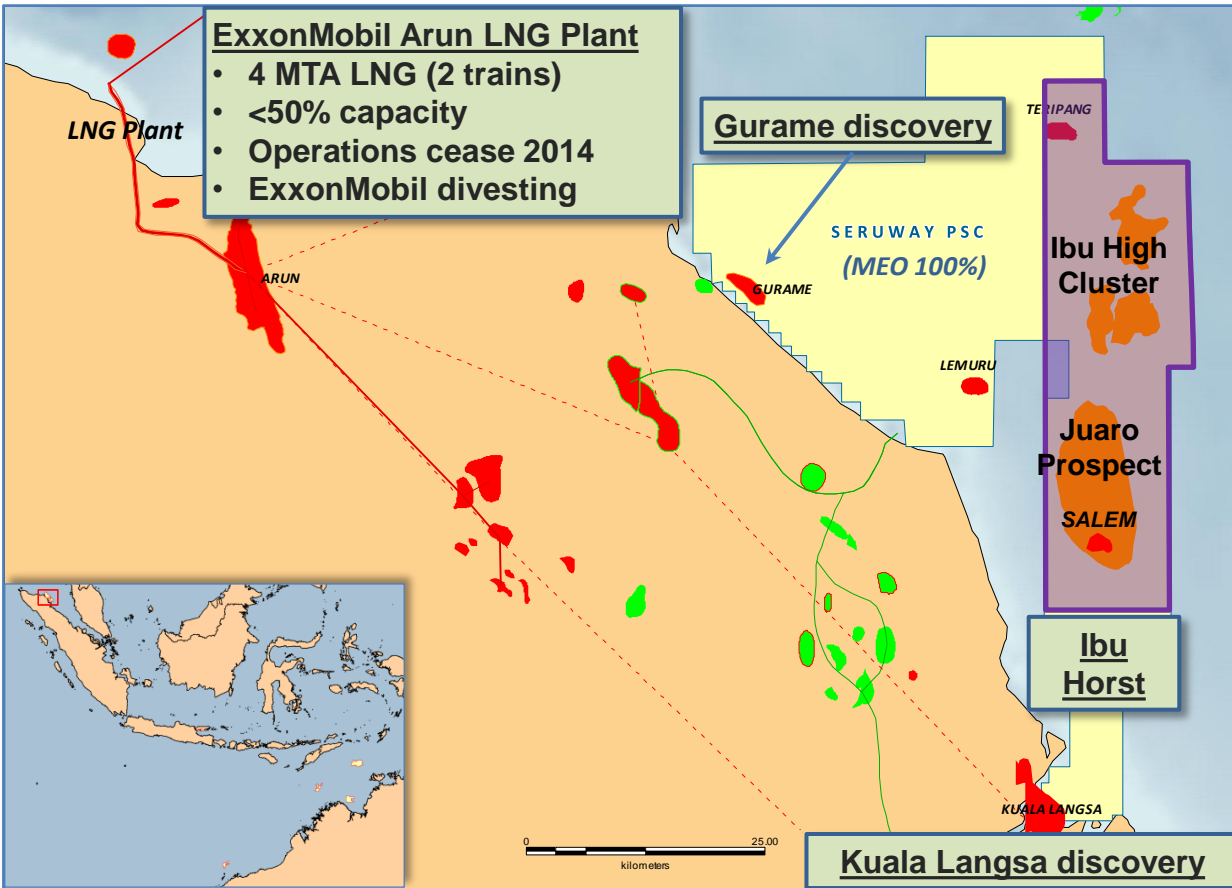 ExxonMobil Arun LNG Plant
• 4 MTA LNG (2 trains)
• <50% capacity
• Operations cease 2014
• ExxonMobil divesting
LNG Plant
ARUN
Gurame discovery
TERIPANG
SERUWAY PSC
(MEO 100%)
GURAME
Ibu High
Cluster
LEMURU
Juaro
Prospect
SALEM
Ibu
Horst
KUALA LANGSA
0
25.00
kilometers
Kuala Langsa discovery